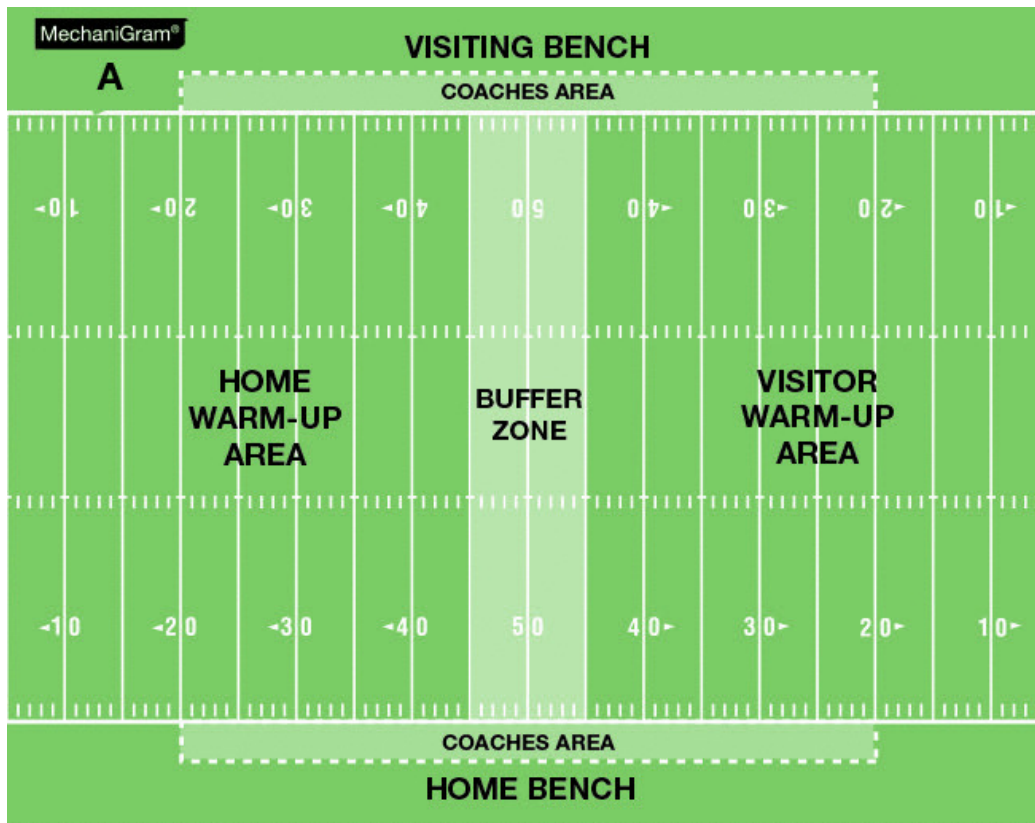 MechaniGram®
A
VISITING BENCH
COACHES AREA
◄10 ◄20 ◄30 ◄40 50 40► 30► 20► 10►
HOME
WARM-UP
AREA
BUFFER
ZONE
VISITOR
WARM-UP
AREA
◄10 ◄20 ◄30 ◄40 50 40► 30► 20► 10►
COACHES AREA
HOME BENCH